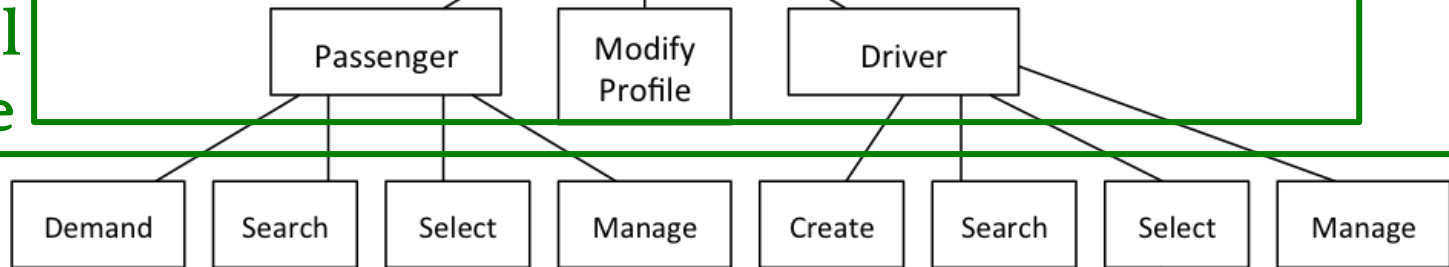 l
Passenger
Modify
Profile
Driver
e
Demand
Search
Select
Manage
Create
Search
Select
Manage